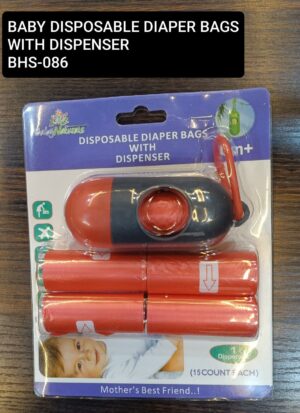 BABY DISPOSABLE DIAPER BAGS
WITH DISPENSER
BHS-086
DISPOSABLE DIAPER BAGS
WITH
DISPENSER
m+
(15 COUNT EACH)
Mother's Best Friend..!